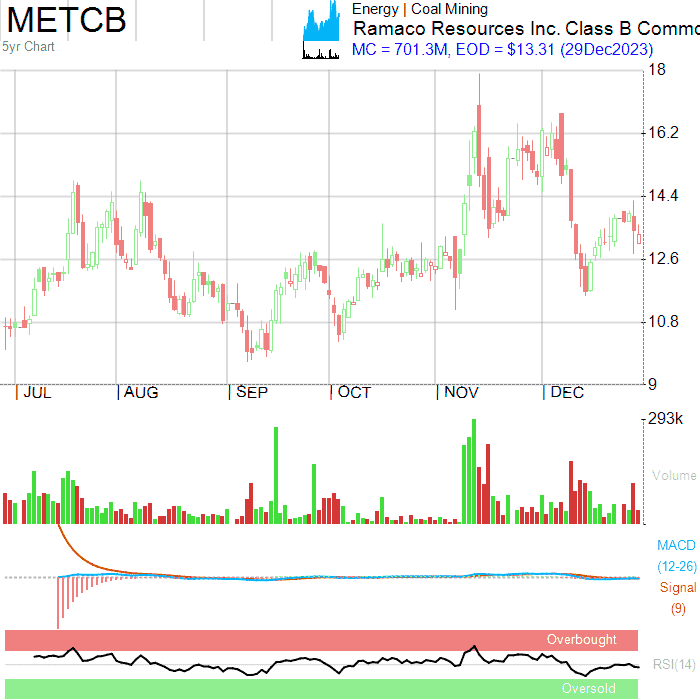 METCB
5yr Chart
Energy | Coal Mining
Ramaco Resources Inc. Class B Commo
MC = 701.3M, EOD = $13.31 (29Dec2023)
18
16.2
14.4
12.6
10.8
9
JUL AUG SEP OCT NOV DEC
293k
Volume
MACD
(12-26)
Signal
(9)
Overbought
RSI(14)
Oversold